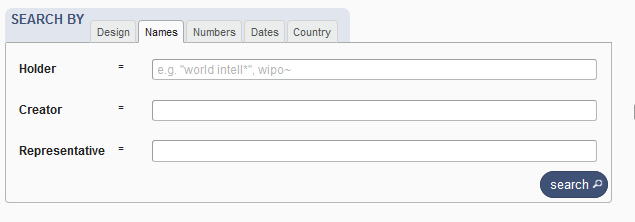 SEARCH BY
Design Names Numbers Dates Country
Holder = e.g. "world intell*", wipo~
Creator =
Representative =
search